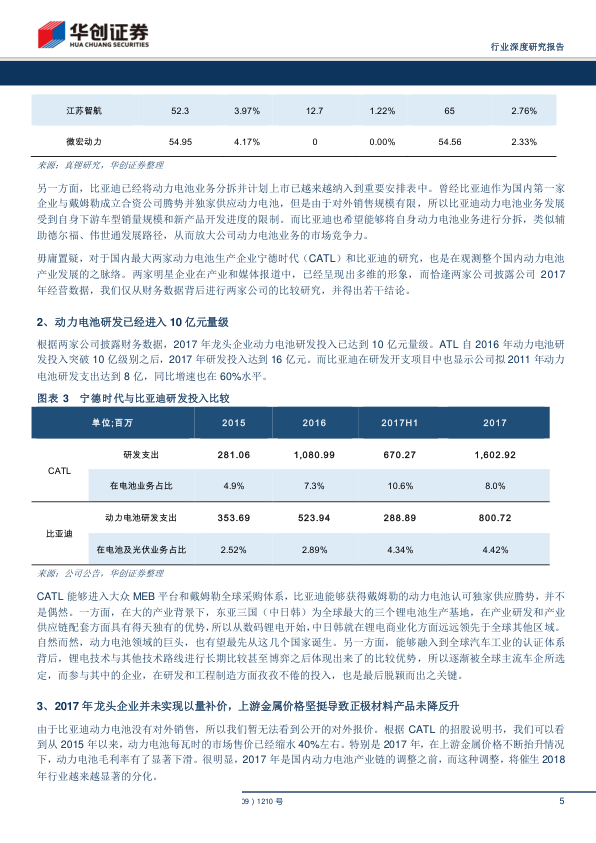 华创证券
HUA CHUANG SECURITIES
行业深度研究报告
江苏智航 52.3 3.97% 12.7 1.22% 65 2.76%
微宏动力 54.95 4.17% 0 0.00% 54.56 2.33%
来源：真锂研究，华创证券整理
另一方面，比亚迪已经将动力电池业务分拆并计划上市已越来越纳入到重要安排表中。曾经比亚迪作为国内第一家
企业与戴姆勒成立合资公司腾势并独家供应动力电池，但是由于对外销售规模有限，所以比亚迪动力电池业务发展
受到自身下游车型销量规模和新产品开发进度的限制。而比亚迪也希望能够将自身动力电池业务进行分拆，类似辅
助德尔福、伟世通发展路径，从而放大公司动力电池业务的市场竞争力。
毋庸置疑，对于国内最大两家动力电池生产企业宁德时代（CATL）和比亚迪的研究，也是在观测整个国内动力电池
产业发展的之脉络。两家明星企业在产业和媒体报道中，已经呈现出多维的形象，而恰逢两家公司披露公司 2017
年经营数据，我们仅从财务数据背后进行两家公司的比较研究，并得出若干结论。
2、动力电池研发已经进入 10 亿元量级
根据两家公司披露财务数据，2017 年龙头企业动力电池研发投入已达到 10 亿元量级。ATL 自 2016 年动力电池研
发投入突破 10 亿级别之后，2017 年研发投入达到 16 亿元。而比亚迪在研发开支项目中也显示公司拟 2011 年动力
电池研发支出达到 8 亿，同比增速也在 60%水平。
图表 3 宁德时代与比亚迪研发投入比较
单位;百万 2015 2016 2017H1 2017
CATL 研发支出 281.06 1,080.99 670.27 1,602.92
在电池业务占比 4.9% 7.3% 10.6% 8.0%
比亚迪 动力电池研发支出 353.69 523.94 288.89 800.72
在电池及光伏业务占比 2.52% 2.89% 4.34% 4.42%
来源：公司公告，华创证券整理
CATL 能够进入大众 MEB 平台和戴姆勒全球采购体系，比亚迪能够获得戴姆勒的动力电池认可独家供应腾势，并不
是偶然。一方面，在大的产业背景下，东亚三国（中日韩）为全球最大的三个锂电池生产基地，在产业研发和产业
供应链配套方面具有得天独有的优势，所以从数码锂电开始，中日韩就在锂电商业化方面远远领先于全球其他区域。
自然而然，动力电池领域的巨头，也有望最先从这几个国家诞生。另一方面，能够融入到全球汽车工业的认证体系
背后，锂电技术与其他技术路线进行长期比较甚至博弈之后体现出来了的比较优势，所以逐渐被全球主流车企所选
定，而参与其中的企业，在研发和工程制造方面孜孜不倦的投入，也是最后脱颖而出之关键。
3、2017 年龙头企业并未实现以量补价，上游金属价格坚挺导致正极材料产品未降反升
由于比亚迪动力电池没有对外销售，所以我们暂无法看到公开的对外报价。根据 CATL 的招股说明书，我们可以看
到从 2015 年以来，动力电池每瓦时的市场售价已经缩水 40%左右。特别是 2017 年，在上游金属价格不断抬升情况
下，动力电池毛利率有了显著下滑。很明显，2017 年是国内动力电池产业链的调整之前，而这种调整，将催生 2018
年行业越来越显著的分化。
09）1210 号
5